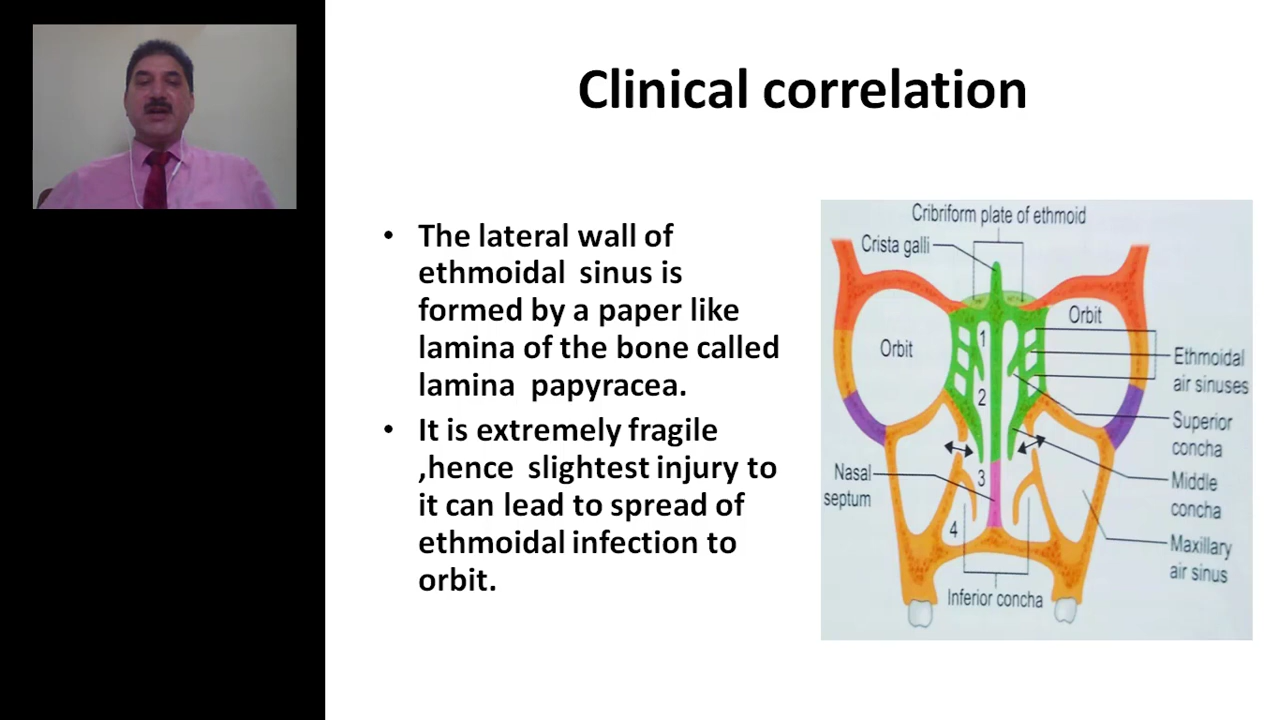 Clinical correlation
• The lateral wall of
ethmoidal sinus is
formed by a paper like
lamina of the bone called
lamina papyracea.
• It is extremely fragile
,hence slightest injury to
it can lead to spread of
ethmoidal infection to
orbit.
Cribriform plate of ethmoid
Crista galli
Orbit
Orbit
1
2
3
4
Ethmoidal
air sinuses
Superior
concha
Middle
concha
Maxillary
air sinus
Nasal
septum
Inferior concha